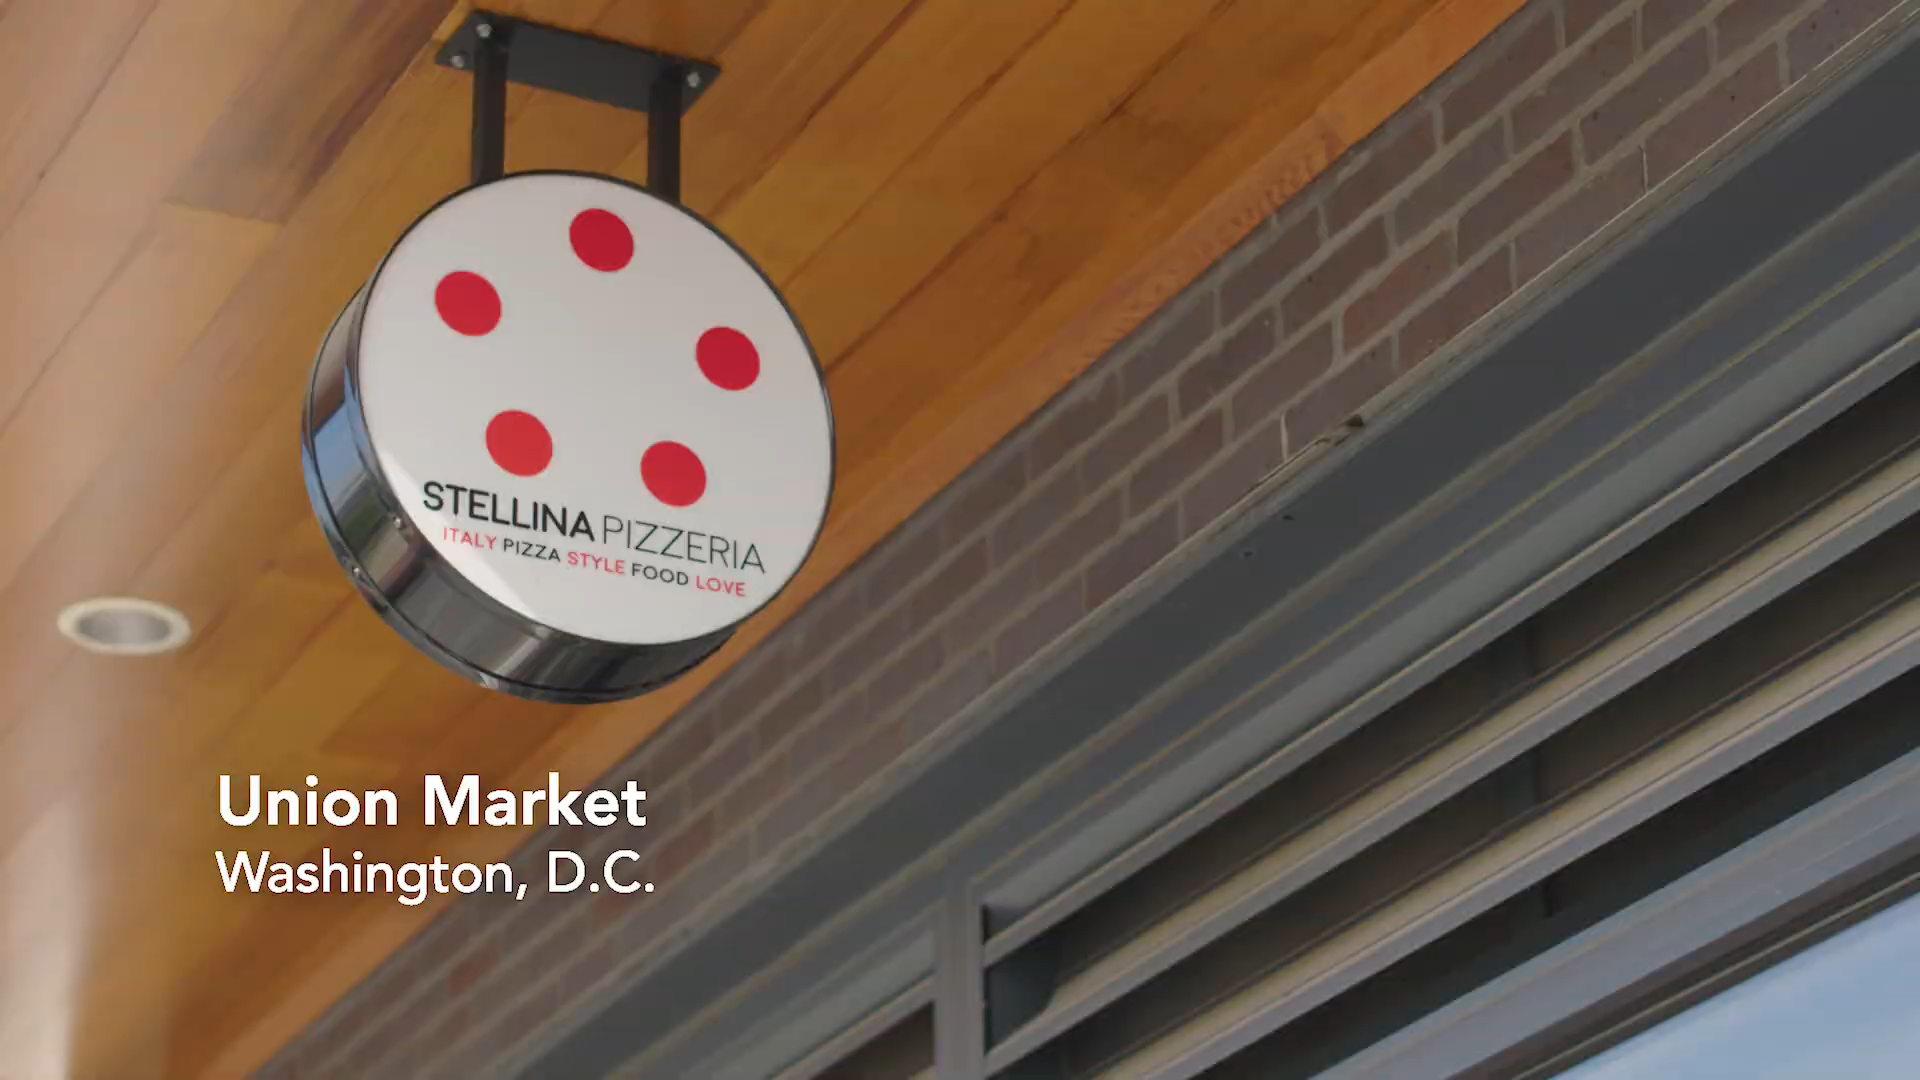 STELLINA PIZZERIA
ITALY PIZZA STYLE FOOD LOVE
Union Market
Washington, D.C.